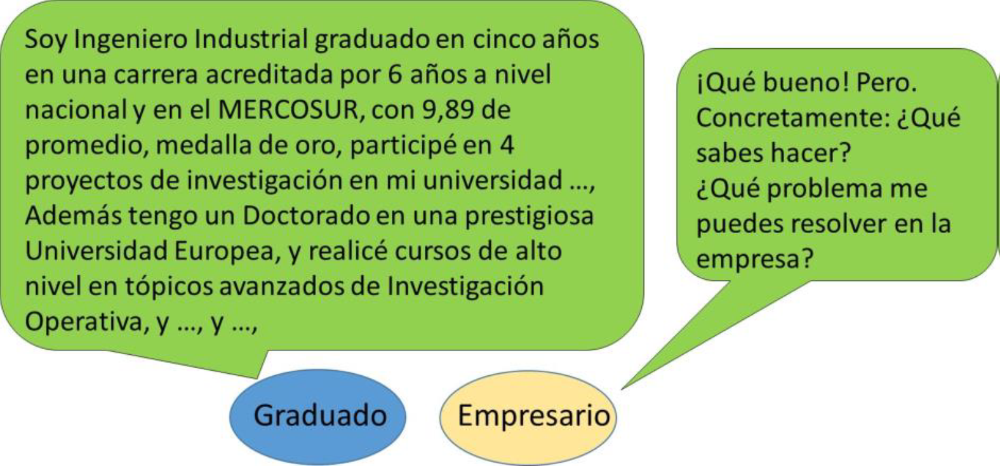 Soy Ingeniero Industrial graduado en cinco años
en una carrera acreditada por 6 años a nivel
nacional y en el MERCOSUR, con 9,89 de
promedio, medalla de oro, participé en 4
proyectos de investigación en mi universidad ...,
Además tengo un Doctorado en una prestigiosa
Universidad Europea, y realicé cursos de alto
nivel en tópicos avanzados de Investigación
Operativa, y ..., y ...,
¡Qué bueno! Pero.
Concretamente: ¿Qué
sabes hacer?
¿Qué problema me
puedes resolver en la
empresa?
Graduado
Empresario